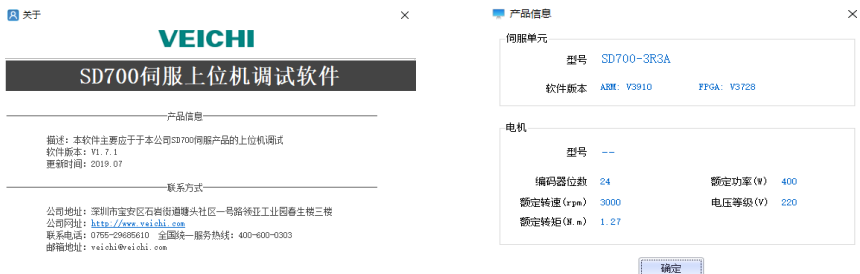 关于
VEICHI
SD700伺服上位机调试软件
产品信息
描述：本软件主要应于于本公司SD700伺服产品的上位机调试
软件版本：V1.7.1
更新时间：2019.07
联系方式
公司地址：深圳市宝安区石岩街道塘头社区一号路领亚工业园春生楼三楼
公司网址：http://www.veichi.com
联系电话：0755-29685610 全国统一服务热线：400-600-0303
邮箱地址：veichi@veichi.com
产品信息
伺服单元
型号 SD700-3R3A
软件版本 ARM: V3910 FPGA: V3728
电机
型号 --
编码器位数 24 额定功率(W) 400
额定转速(rpm) 3000 电压等级(V) 220
额定转矩(N.m) 1.27
确定